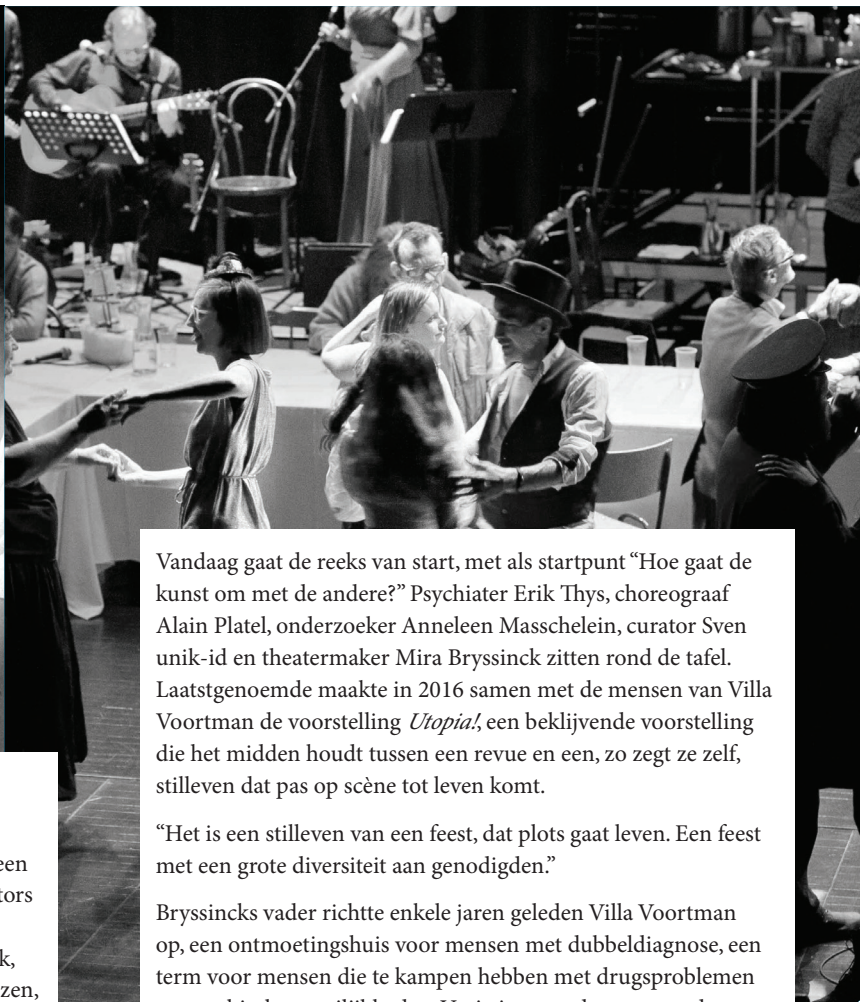 Vandaag gaat de reeks van start, met als startpunt “Hoe gaat de
kunst om met de andere?” Psychiater Erik Thys, choreograaf
Alain Platel, onderzoeker Anneleen Masschelein, curator Sven
unik-id en theatermaker Mira Bryssinck zitten rond de tafel.
Laatstgenoemde maakte in 2016 samen met de mensen van Villa
Voortman de voorstelling Utopia!, een beklijvende voorstelling
die het midden houdt tussen een revue en een, zo zegt ze zelf,
stilleven dat pas op scène tot leven komt.
“Het is een stilleven van een feest, dat plots gaat leven. Een feest
met een grote diversiteit aan genodigden.”
Bryssincks vader richtte enkele jaren geleden Villa Voortman
op, een ontmoetingshuis voor mensen met dubbeldiagnose, een
term voor mensen die te kampen hebben met drugsproblemen